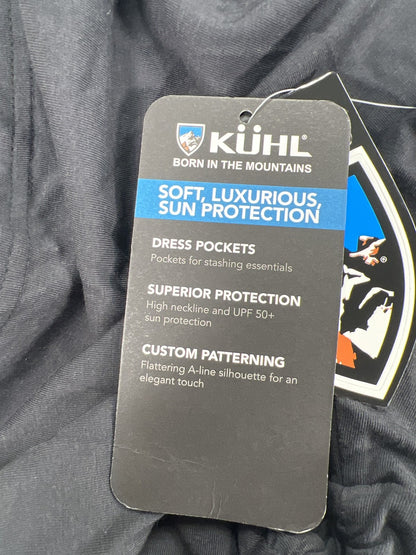 KÜHL®
BORN IN THE MOUNTAINS
SOFT, LUXURIOUS,
SUN PROTECTION
DRESS POCKETS
Pockets for stashing essentials
SUPERIOR PROTECTION
High neckline and UPF 50+
sun protection
CUSTOM PATTERNING
Flattering A-line silhouette for an
elegant touch
®